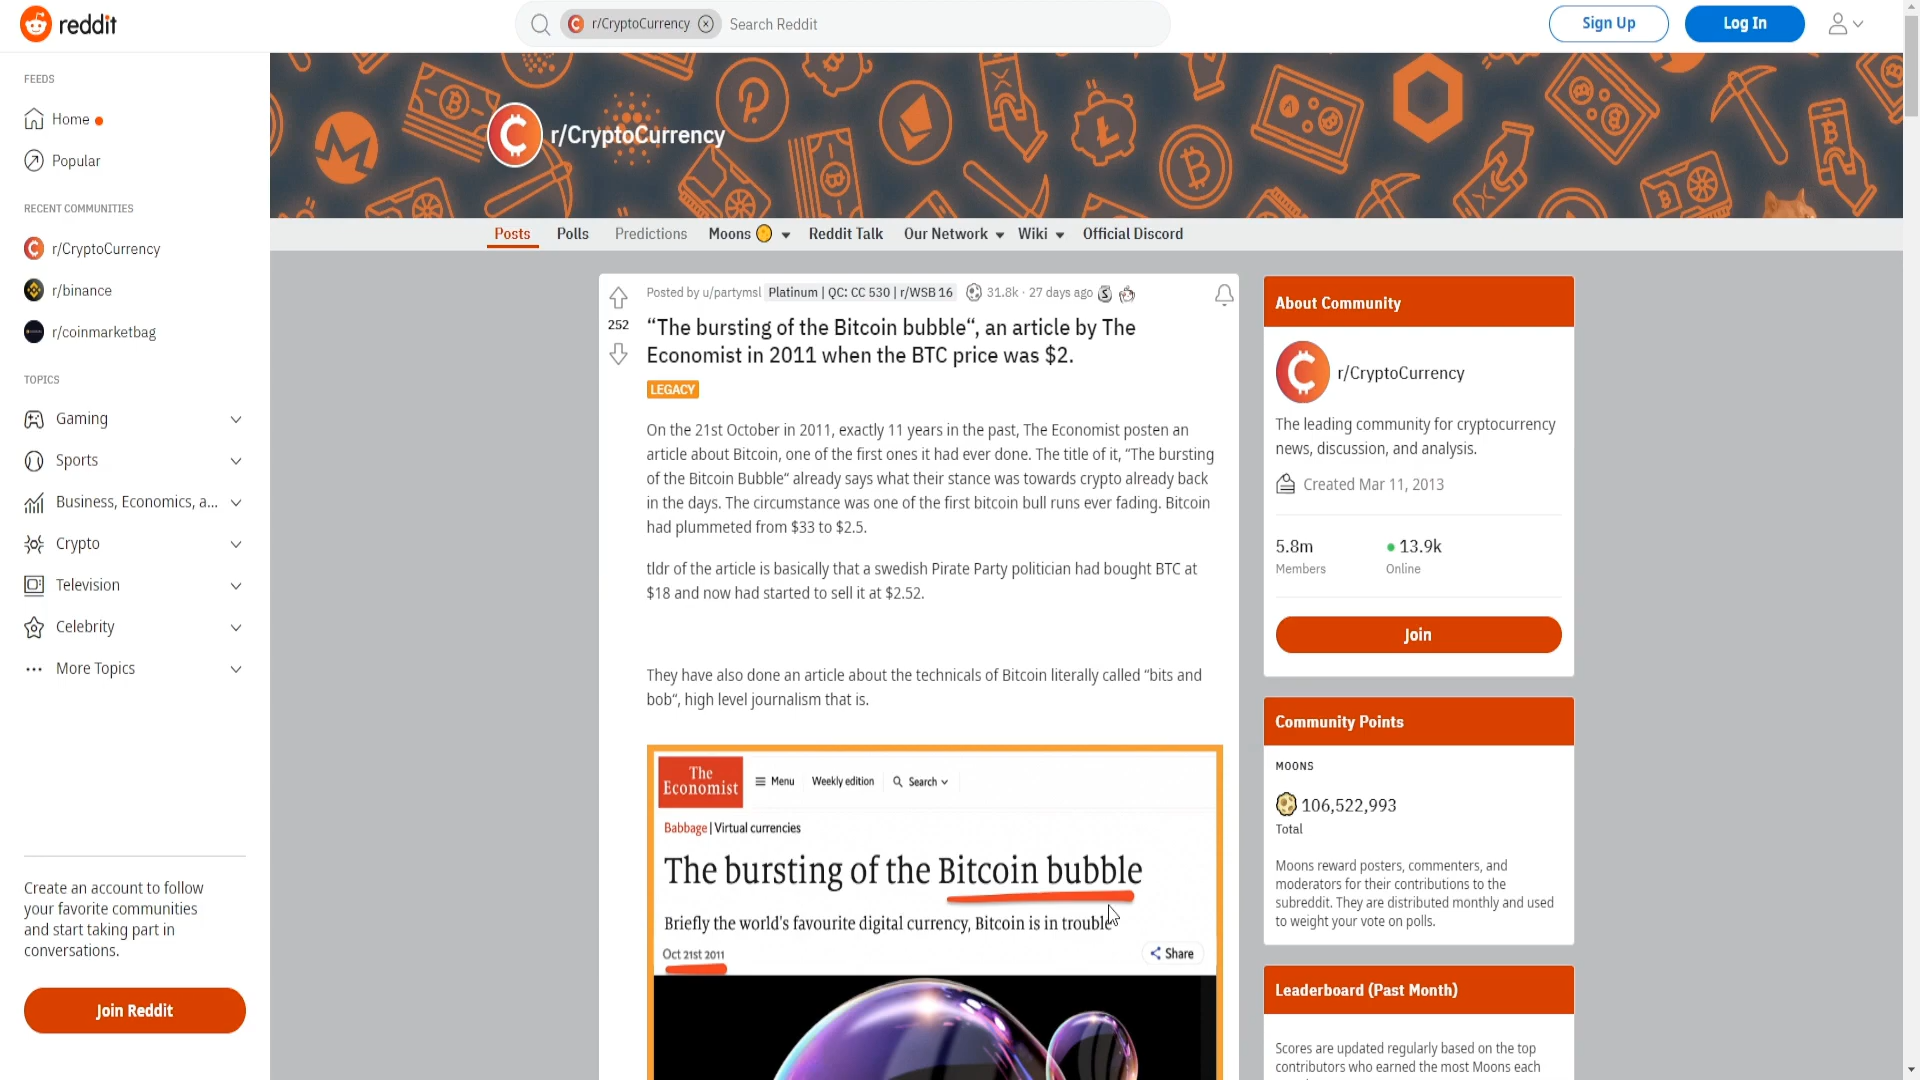 reddit
r/CryptoCurrency
Search Reddit
Sign Up
Log In
FEEDS
Home
Popular
RECENT COMMUNITIES
r/CryptoCurrency
r/binance
r/coinmarketbag
TOPICS
Gaming
Sports
Business, Economics, a...
Crypto
Television
Celebrity
More Topics
Create an account to follow
your favorite communities
and start taking part in
conversations.
Join Reddit
r/CryptoCurrency
Posts
Polls
Predictions
Moons
Reddit Talk
Our Network
Wiki
Official Discord
Posted by u/partymsl Platinum | QC: CC 530 | r/WSB 16 31.8k · 27 days ago
252
“The bursting of the Bitcoin bubble“, an article by The
Economist in 2011 when the BTC price was $2.
LEGACY
On the 21st October in 2011, exactly 11 years in the past, The Economist posten an
article about Bitcoin, one of the first ones it had ever done. The title of it, “The bursting
of the Bitcoin Bubble“ already says what their stance was towards crypto already back
in the days. The circumstance was one of the first bitcoin bull runs ever fading. Bitcoin
had plummeted from $33 to $2.5.
tldr of the article is basically that a swedish Pirate Party politician had bought BTC at
$18 and now had started to sell it at $2.52.
They have also done an article about the technicals of Bitcoin literally called “bits and
bob“, high level journalism that is.
The
Economist
Menu
Weekly edition
Search
Babbage | Virtual currencies
The bursting of the Bitcoin bubble
Briefly the world's favourite digital currency, Bitcoin is in trouble
Oct 21st 2011
Share
About Community
r/CryptoCurrency
The leading community for cryptocurrency
news, discussion, and analysis.
Created Mar 11, 2013
5.8m
Members
13.9k
Online
Join
Community Points
MOONS
106,522,993
Total
Moons reward posters, commenters, and
moderators for their contributions to the
subreddit. They are distributed monthly and used
to weight your vote on polls.
Leaderboard (Past Month)
Scores are updated regularly based on the top
contributors who earned the most Moons each